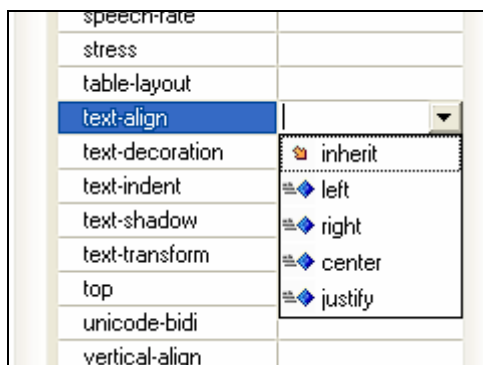 speech-rate
stress
table-layout
text-align
text-decoration
inherit
text-indent
left
text-shadow
right
text-transform
center
top
justify
unicode-bidi
vertical-align